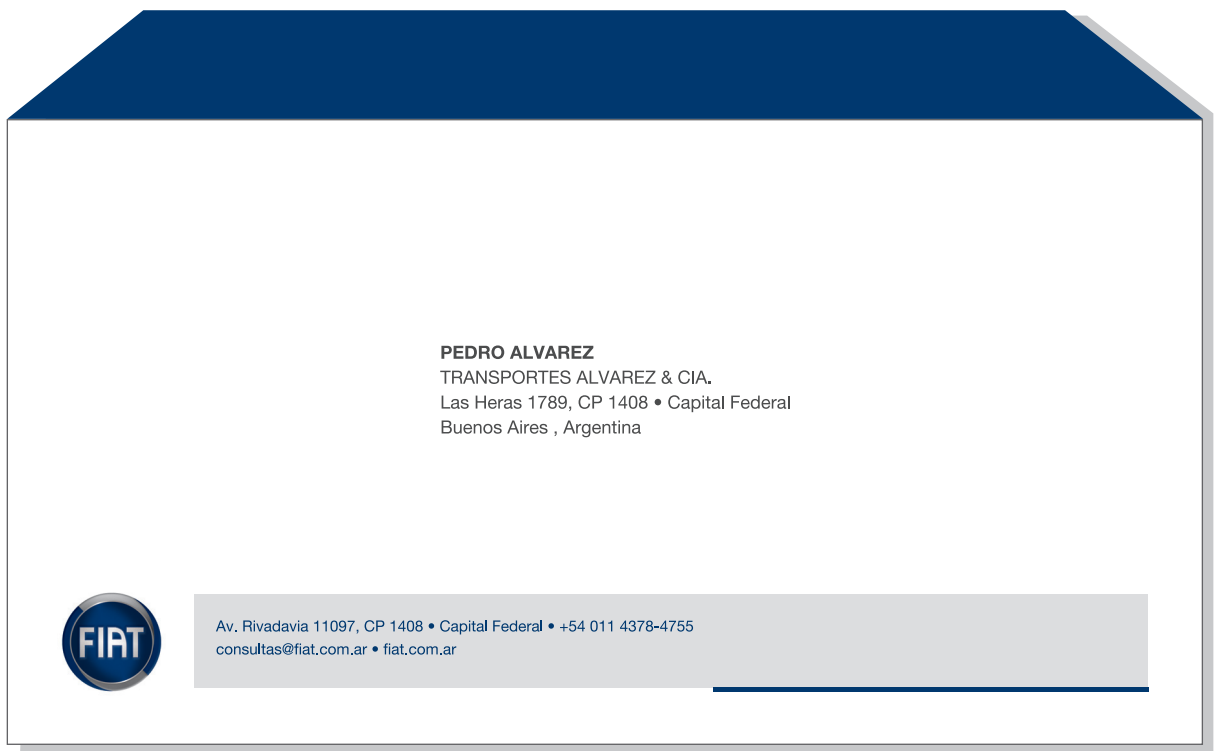 PEDRO ALVAREZ
TRANSPORTES ALVAREZ & CIA.
Las Heras 1789, CP 1408 • Capital Federal
Buenos Aires , Argentina
FIAT
Av. Rivadavia 11097, CP 1408 • Capital Federal • +54 011 4378-4755
consultas@fiat.com.ar • fiat.com.ar